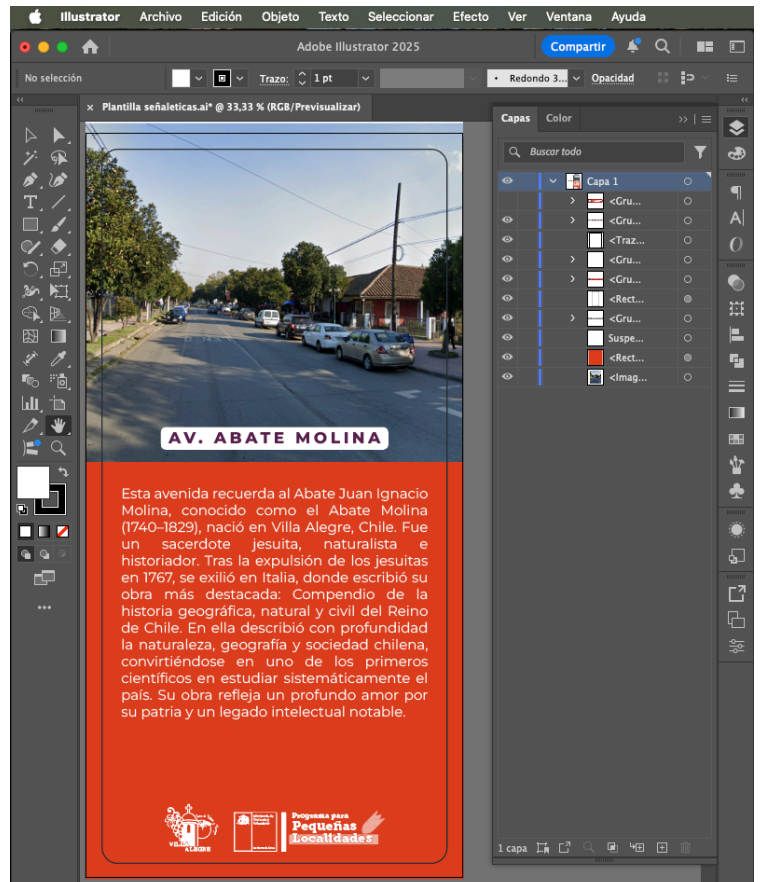 Illustrator Archivo Edición Objeto Texto Seleccionar Efecto Ver Ventana Ayuda
Adobe Illustrator 2025
Compartir
No selección
Trazo:
1 pt
Redondo 3...
Opacidad
× Plantilla señaleticas.ai* @ 33,33 % (RGB/Previsualizar)
Capas Color
Buscar todo
Capa 1
<Gru...
<Gru...
<Traz...
<Gru...
<Gru...
<Rect...
<Gru...
Suspe...
<Rect...
<Imag...
AV. ABATE MOLINA
Esta avenida recuerda al Abate Juan Ignacio
Molina, conocido como el Abate Molina
(1740–1829), nació en Villa Alegre, Chile. Fue
un sacerdote jesuita, naturalista e
historiador. Tras la expulsión de los jesuitas
en 1767, se exilió en Italia, donde escribió su
obra más destacada: Compendio de la
historia geográfica, natural y civil del Reino
de Chile. En ella describió con profundidad
la naturaleza, geografía y sociedad chilena,
convirtiéndose en uno de los primeros
científicos en estudiar sistemáticamente el
país. Su obra refleja un profundo amor por
su patria y un legado intelectual notable.
VILLA
ALEGRE
Programa para
Pequeñas
Localidades
1 capa